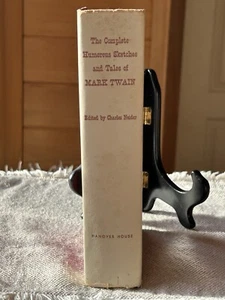 The Complete
Humorous Sketches
and Tales of
MARK TWAIN
Edited by Charles Neider
HANOVER HOUSE